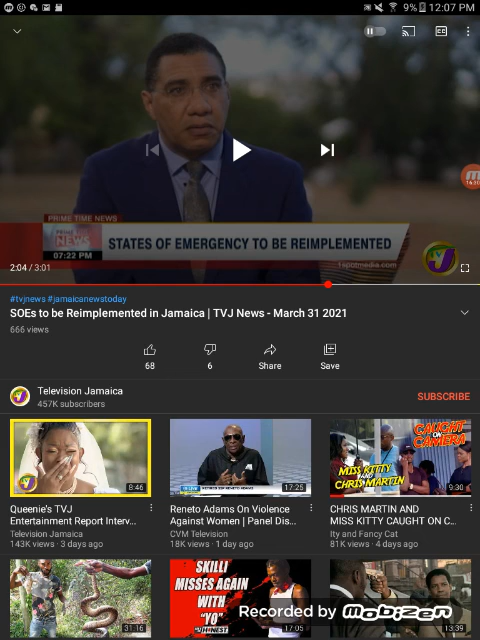 9% 12:07 PM
CC
PRIME TIME NEWS
PRIME TIME
NEWS
07:22 PM
STATES OF EMERGENCY TO BE REIMPLEMENTED
1spotmedia.com
2:04 / 3:01
#tvjnews #jamaicanewstoday
SOEs to be Reimplemented in Jamaica | TVJ News - March 31 2021
666 views
68
6
Share
Save
Television Jamaica
457K subscribers
SUBSCRIBE
8:46
17:25
CAUGHT
ON
CAMERA
MISS KITTY
AND
CHRIS MARTIN
9:30
Queenie's TVJ
Entertainment Report Interv...
Television Jamaica
143K views · 3 days ago
Reneto Adams On Violence
Against Women | Panel Dis...
CVM Television
18K views · 1 day ago
CHRIS MARTIN AND
MISS KITTY CAUGHT ON C...
Ity and Fancy Cat
81K views · 4 days ago
31:16
SKILLI
MISSES AGAIN
WITH
"YO"
17:05
13:39
Recorded by Mobizen